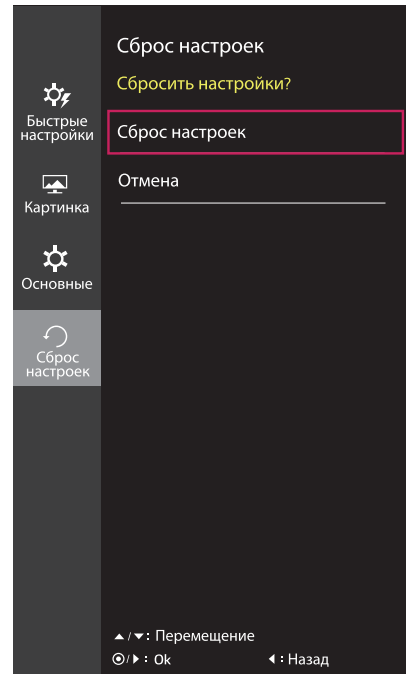 Сброс настроек
Сбросить настройки?
Сброс настроек
Отмена
Быстрые
настройки
Картинка
Основные
Сброс
настроек
▲/▼: Перемещение
◉/▶: Ok ◀: Назад